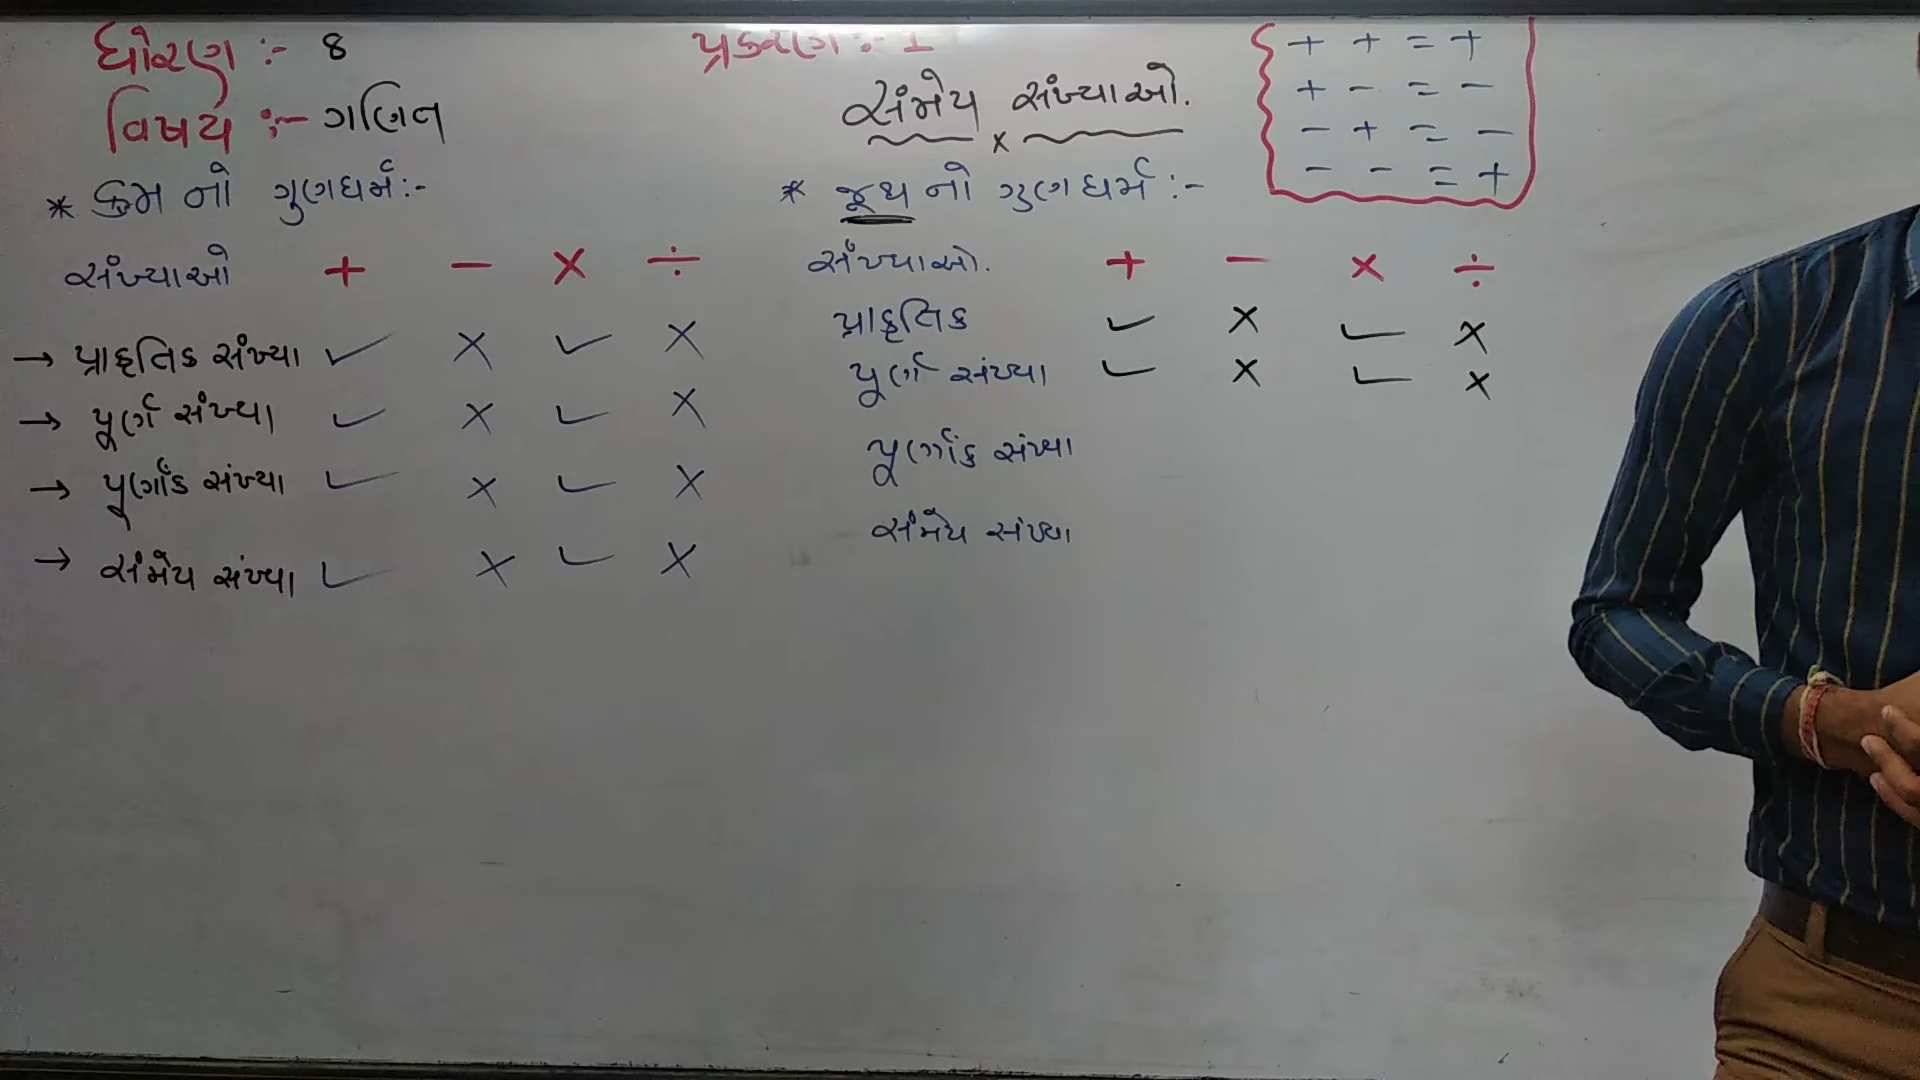 ધોરણ :- 8
વિષય :- ગણિત
પ્રકરણ :- 1
સંમેય સંખ્યાઓ.
x
+ + = +
+ - = -
- + = -
- - = +
* ક્રમ નો ગુણધર્મ :-
સંખ્યાઓ + - × ÷
→ પ્રાકૃતિક સંખ્યા ✓ × ✓ ×
→ પૂર્ણ સંખ્યા ✓ × ✓ ×
→ પૂર્ણાંક સંખ્યા ✓ × ✓ ×
→ સંમેય સંખ્યા ✓ × ✓ ×
* જૂથ નો ગુણધર્મ :-
સંખ્યાઓ. + - × ÷
પ્રાકૃતિક ✓ × ✓ ×
પૂર્ણ સંખ્યા ✓ × ✓ ×
પૂર્ણાંક સંખ્યા
સંમેય સંખ્યા